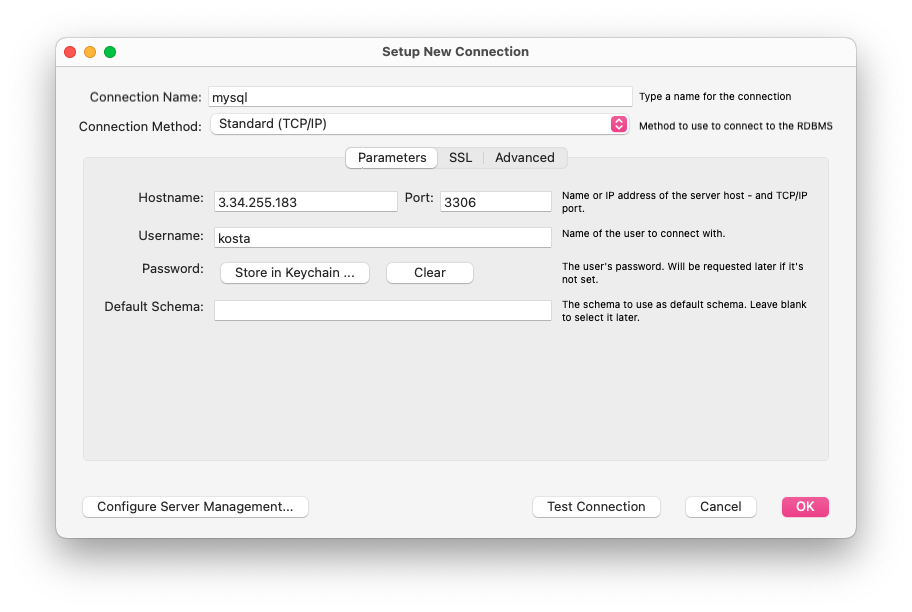 Setup New Connection
Connection Name: mysql Type a name for the connection
Connection Method: Standard (TCP/IP) Method to use to connect to the RDBMS
Parameters SSL Advanced
Hostname: 3.34.255.183 Port: 3306 Name or IP address of the server host - and TCP/IP
port.
Username: kosta Name of the user to connect with.
Password: Store in Keychain ... Clear The user's password. Will be requested later if it's
not set.
Default Schema: The schema to use as default schema. Leave blank
to select it later.
Configure Server Management... Test Connection Cancel OK